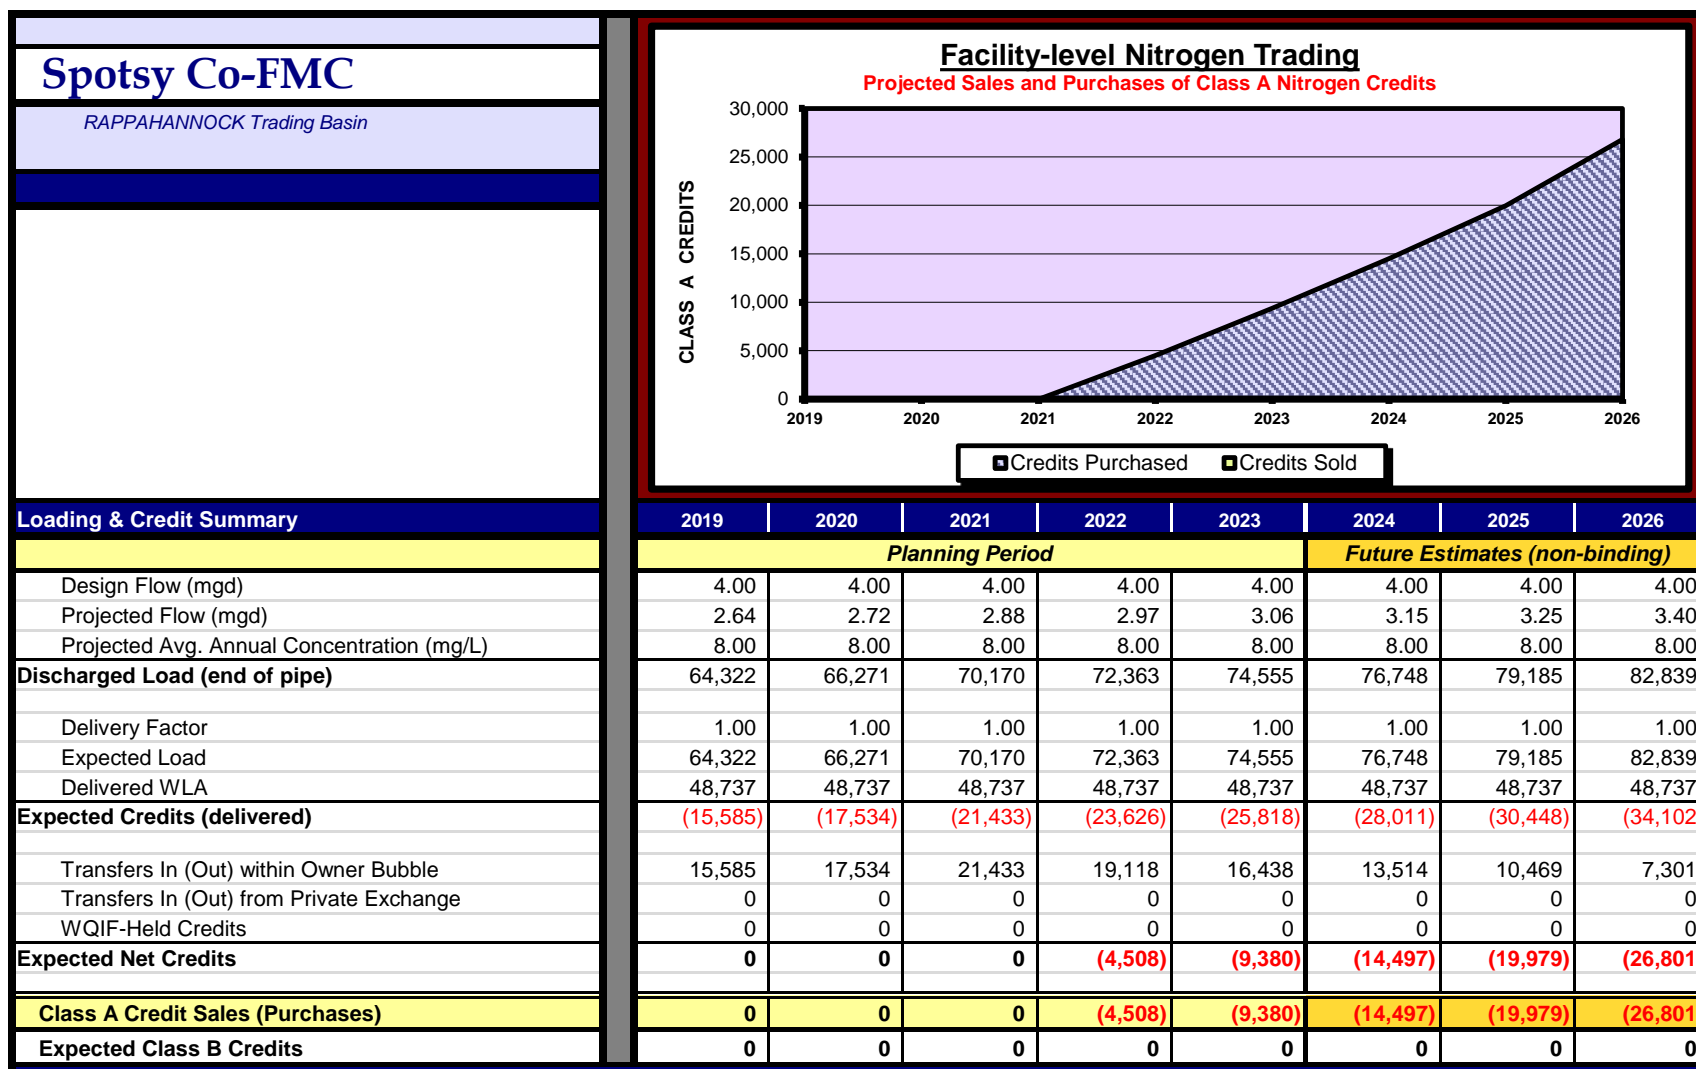 Spotsy Co-FMC
RAPPAHANNOCK Trading Basin
Facility-level Nitrogen Trading
Projected Sales and Purchases of Class A Nitrogen Credits
CLASS A CREDITS
30,000
25,000
20,000
15,000
10,000
5,000
0
2019 2020 2021 2022 2023 2024 2025 2026
Credits Purchased Credits Sold
Loading & Credit Summary 2019 2020 2021 2022 2023 2024 2025 2026
Planning Period Future Estimates (non-binding)
Design Flow (mgd) 4.00 4.00 4.00 4.00 4.00 4.00 4.00 4.00
Projected Flow (mgd) 2.64 2.72 2.88 2.97 3.06 3.15 3.25 3.40
Projected Avg. Annual Concentration (mg/L) 8.00 8.00 8.00 8.00 8.00 8.00 8.00 8.00
Discharged Load (end of pipe) 64,322 66,271 70,170 72,363 74,555 76,748 79,185 82,839
Delivery Factor 1.00 1.00 1.00 1.00 1.00 1.00 1.00 1.00
Expected Load 64,322 66,271 70,170 72,363 74,555 76,748 79,185 82,839
Delivered WLA 48,737 48,737 48,737 48,737 48,737 48,737 48,737 48,737
Expected Credits (delivered) (15,585) (17,534) (21,433) (23,626) (25,818) (28,011) (30,448) (34,102
Transfers In (Out) within Owner Bubble 15,585 17,534 21,433 19,118 16,438 13,514 10,469 7,301
Transfers In (Out) from Private Exchange 0 0 0 0 0 0 0 0
WQIF-Held Credits 0 0 0 0 0 0 0 0
Expected Net Credits 0 0 0 (4,508) (9,380) (14,497) (19,979) (26,801
Class A Credit Sales (Purchases) 0 0 0 (4,508) (9,380) (14,497) (19,979) (26,801
Expected Class B Credits 0 0 0 0 0 0 0 0